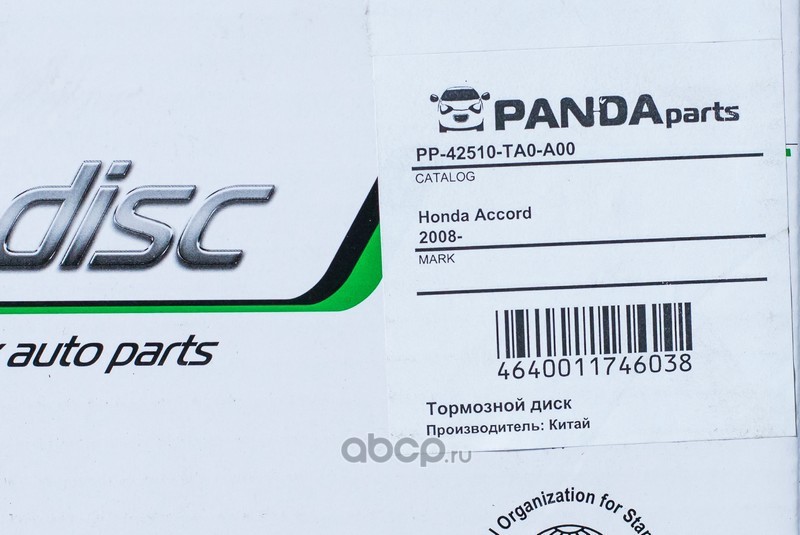 PANDAparts
PP-42510-TA0-A00
CATALOG
Honda Accord
2008-
MARK
4640011746038
Тормозной диск
Производитель: Китай
disc
auto parts
abcp.ru
Organization for